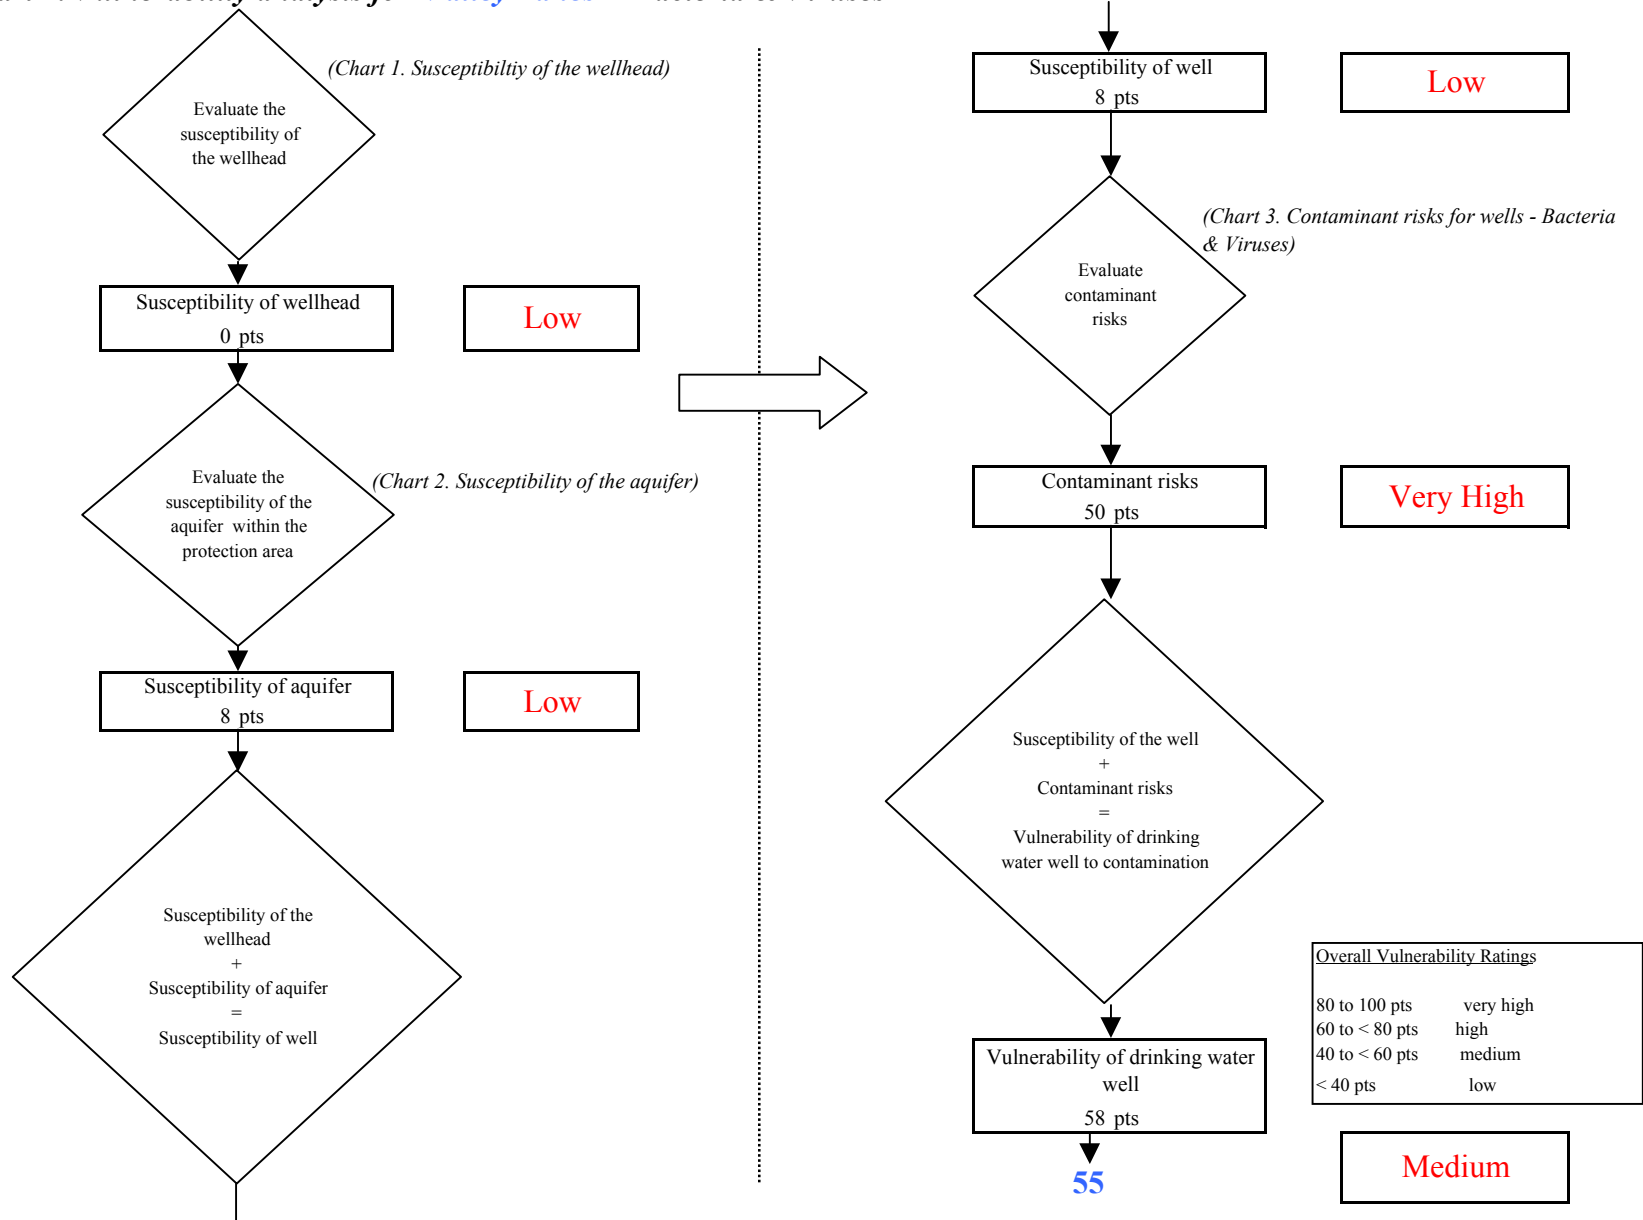 (Chart 1. Susceptibiltiy of the wellhead)
Evaluate the
susceptibility of
the wellhead
Susceptibility of wellhead
0 pts
Low
Evaluate the
susceptibility of the
aquifer within the
protection area
(Chart 2. Susceptibility of the aquifer)
Susceptibility of aquifer
8 pts
Low
Susceptibility of the
wellhead
+
Susceptibility of aquifer
=
Susceptibility of well
Susceptibility of well
8 pts
Low
(Chart 3. Contaminant risks for wells - Bacteria
& Viruses)
Evaluate
contaminant
risks
Contaminant risks
50 pts
Very High
Susceptibility of the well
+
Contaminant risks
=
Vulnerability of drinking
water well to contamination
Overall Vulnerability Ratings
80 to 100 pts very high
60 to < 80 pts high
40 to < 60 pts medium
< 40 pts low
Vulnerability of drinking water
well
58 pts
55
Medium